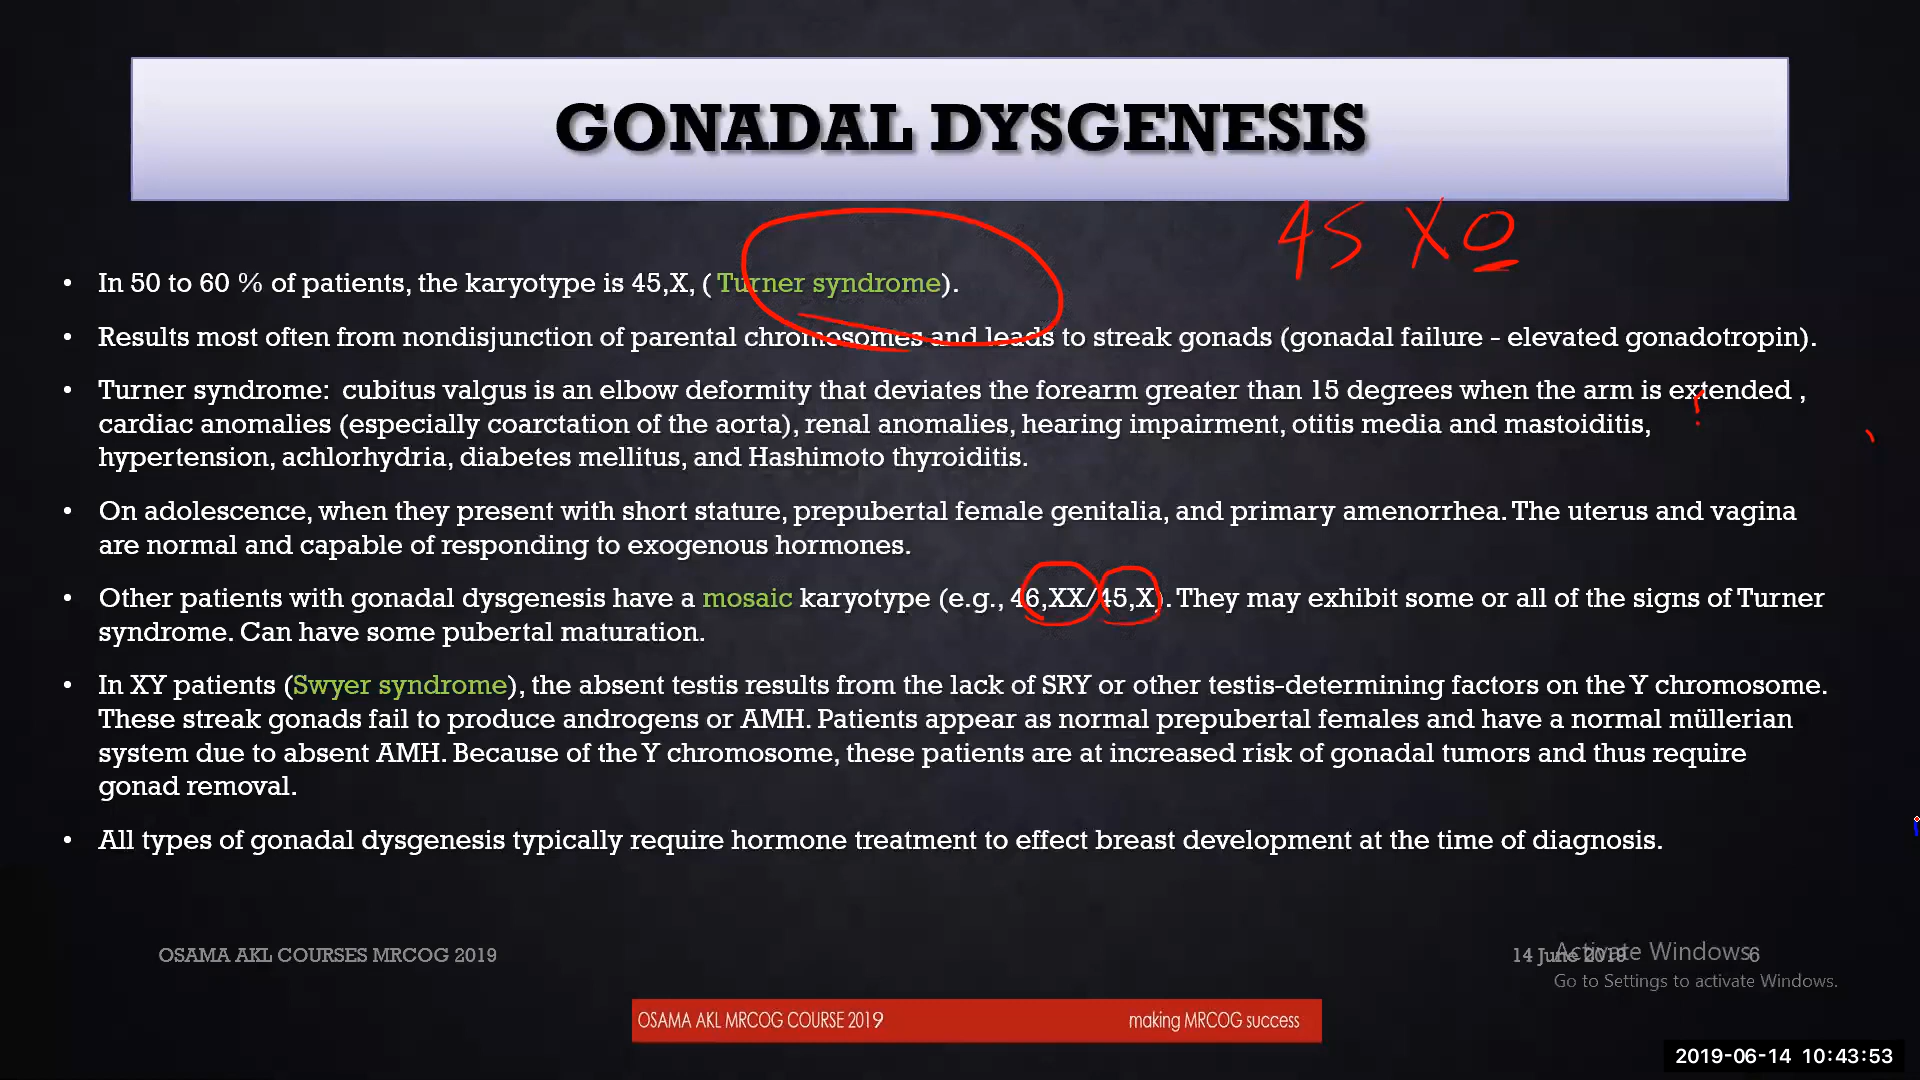 GONADAL DYSGENESIS
45 XO
• In 50 to 60 % of patients, the karyotype is 45,X, ( Turner syndrome).
• Results most often from nondisjunction of parental chromosomes and leads to streak gonads (gonadal failure - elevated gonadotropin).
• Turner syndrome: cubitus valgus is an elbow deformity that deviates the forearm greater than 15 degrees when the arm is extended ,
cardiac anomalies (especially coarctation of the aorta), renal anomalies, hearing impairment, otitis media and mastoiditis,
hypertension, achlorhydria, diabetes mellitus, and Hashimoto thyroiditis.
• On adolescence, when they present with short stature, prepubertal female genitalia, and primary amenorrhea. The uterus and vagina
are normal and capable of responding to exogenous hormones.
• Other patients with gonadal dysgenesis have a mosaic karyotype (e.g., 46,XX/45,X). They may exhibit some or all of the signs of Turner
syndrome. Can have some pubertal maturation.
• In XY patients (Swyer syndrome), the absent testis results from the lack of SRY or other testis-determining factors on the Y chromosome.
These streak gonads fail to produce androgens or AMH. Patients appear as normal prepubertal females and have a normal müllerian
system due to absent AMH. Because of the Y chromosome, these patients are at increased risk of gonadal tumors and thus require
gonad removal.
• All types of gonadal dysgenesis typically require hormone treatment to effect breast development at the time of diagnosis.
OSAMA AKL COURSES MRCOG 2019
14 June 2019
6
Activate Windows
Go to Settings to activate Windows.
OSAMA AKL MRCOG COURSE 2019
making MRCOG success
2019-06-14 10:43:53